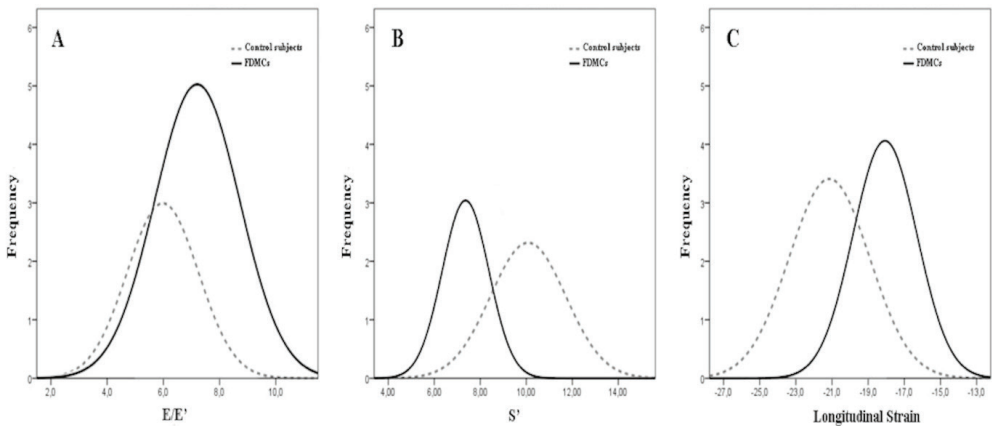 A
Control subjects
FDMCs
Frequency
6
5
4
3
2
1
0
2,0 4,0 6,0 8,0 10,0
E/E’
B
Control subjects
FDMCs
Frequency
6
5
4
3
2
1
0
4,00 6,00 8,00 10,00 12,00 14,00
S’
C
Control subjects
FDMCs
Frequency
6
5
4
3
2
1
0
-27,0 -25,0 -23,0 -21,0 -19,0 -17,0 -15,0 -13,0
Longitudinal Strain